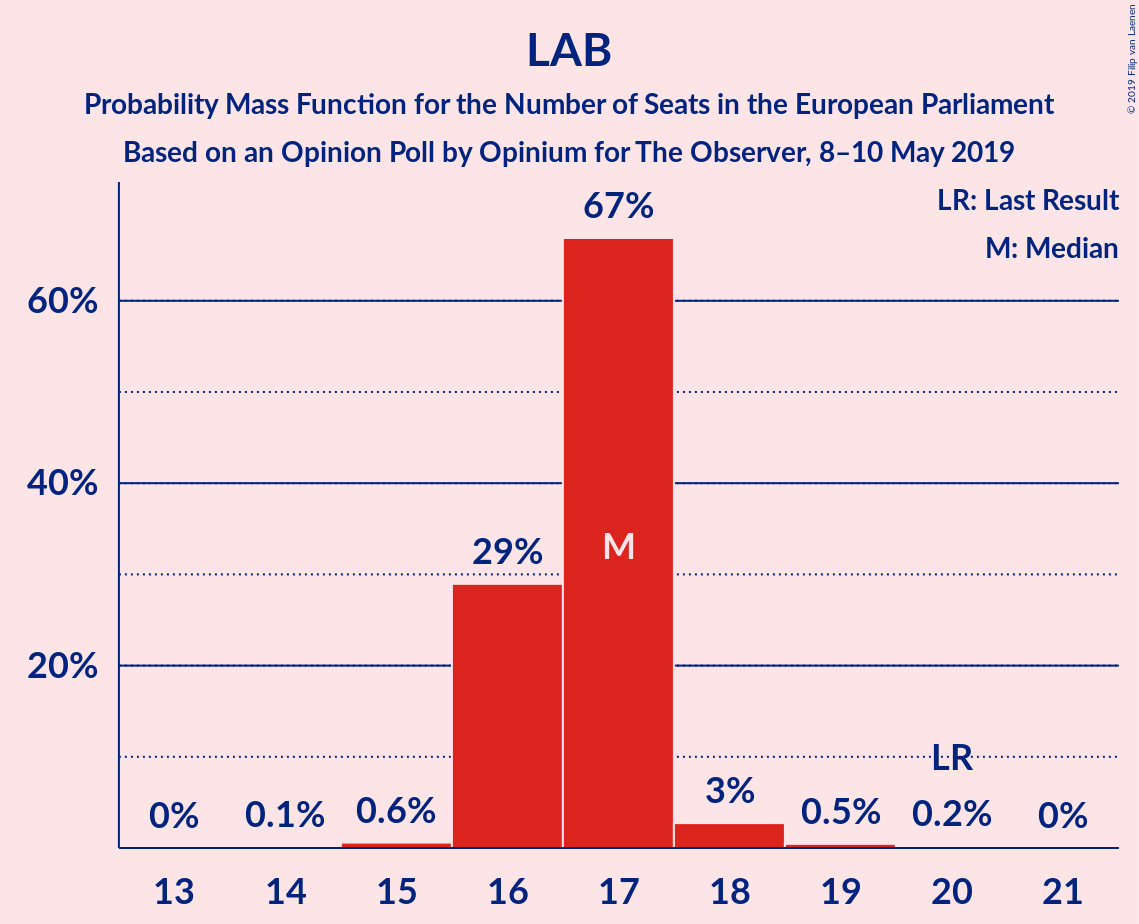 LAB
Probability Mass Function for the Number of Seats in the European Parliament
Based on an Opinion Poll by Opinium for The Observer, 8–10 May 2019
© 2019 Filip van Laenen
LR: Last Result
M: Median
67%
60%
40%
29%
M
20%
LR
0%
0.1%
0.6%
3%
0.5%
0.2%
0%
13 14 15 16 17 18 19 20 21